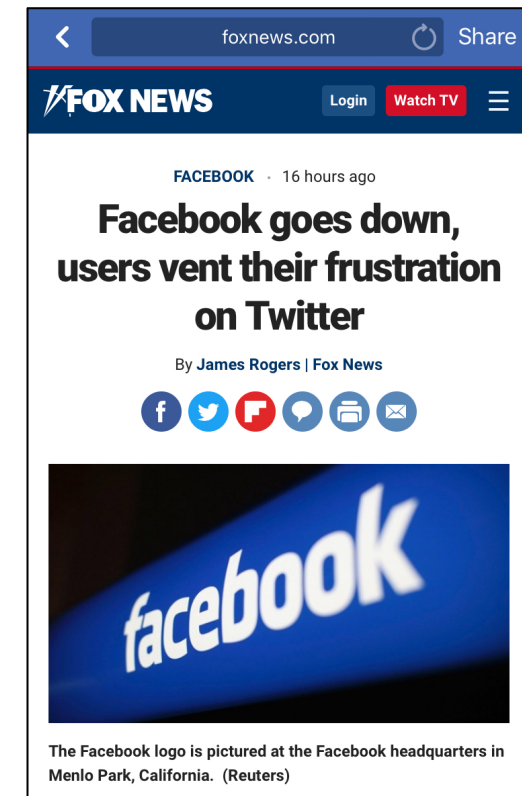 foxnews.com
Share
FOX NEWS
Login
Watch TV
FACEBOOK · 16 hours ago
Facebook goes down,
users vent their frustration
on Twitter
By James Rogers | Fox News
facebook
The Facebook logo is pictured at the Facebook headquarters in
Menlo Park, California.  (Reuters)